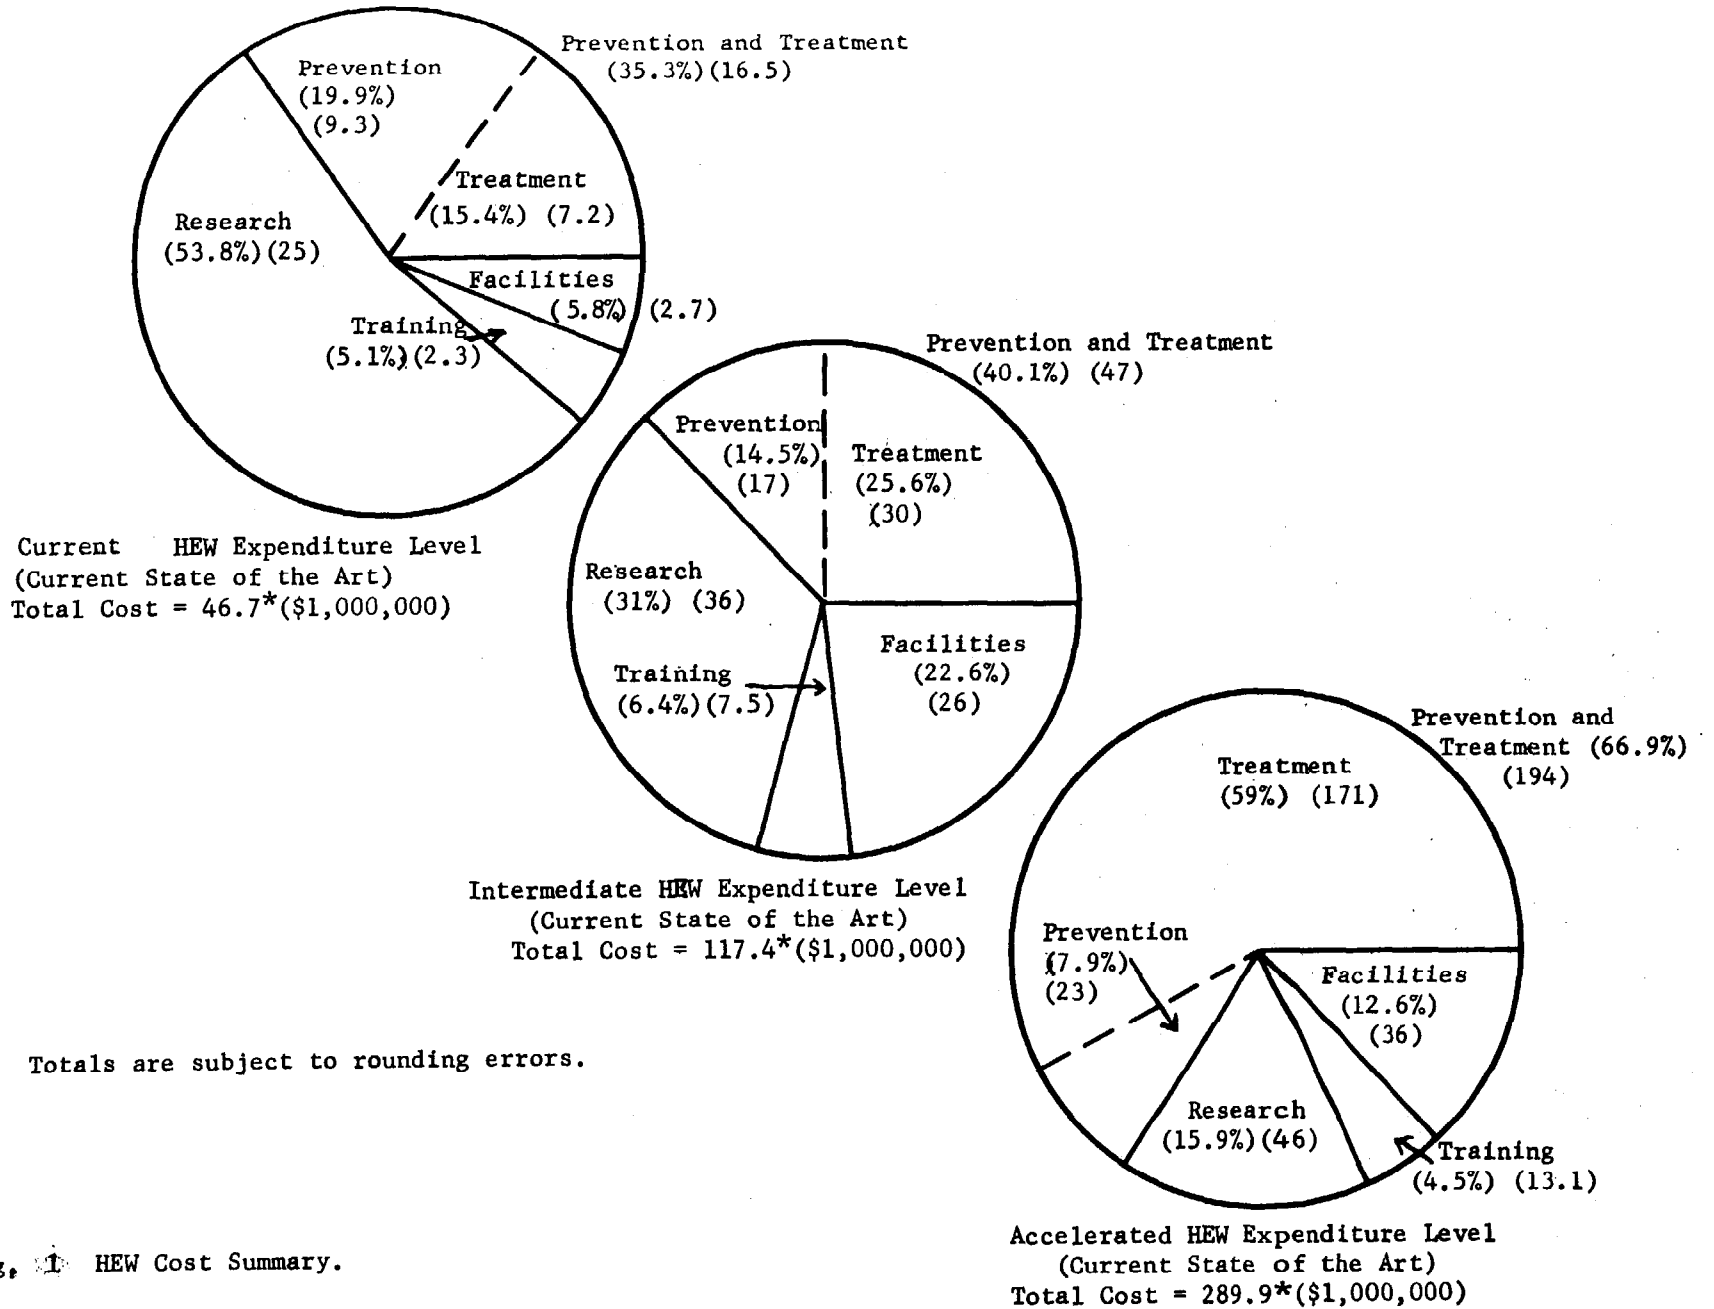 Prevention and Treatment
(35.3%)(16.5)
Prevention
(19.9%)
(9.3)
Treatment
(15.4%) (7.2)
Research
(53.8%)(25)
Facilities
(5.8%) (2.7)
Training
(5.1%)(2.3)
Current HEW Expenditure Level
(Current State of the Art)
Total Cost = 46.7*($1,000,000)
Prevention and Treatment
(40.1%) (47)
Prevention
(14.5%)
(17)
Treatment
(25.6%)
(30)
Research
(31%) (36)
Facilities
(22.6%)
(26)
Training
(6.4%)(7.5)
Intermediate HEW Expenditure Level
(Current State of the Art)
Total Cost = 117.4*($1,000,000)
Prevention and
Treatment (66.9%)
(194)
Treatment
(59%) (171)
Prevention
(7.9%)
(23)
Facilities
(12.6%)
(36)
Research
(15.9%)(46)
Training
(4.5%) (13.1)
Accelerated HEW Expenditure Level
(Current State of the Art)
Total Cost = 289.9*($1,000,000)
Totals are subject to rounding errors.
1 HEW Cost Summary.